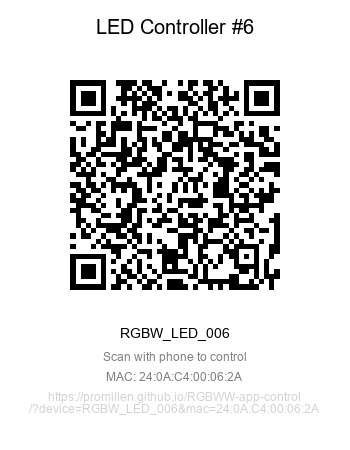 LED Controller #6
RGBW_LED_006
Scan with phone to control
MAC: 24:0A:C4:00:06:2A
https://promillen.github.io/RGBWW-app-control
/?device=RGBW_LED_006&mac=24:0A:C4:00:06:2A